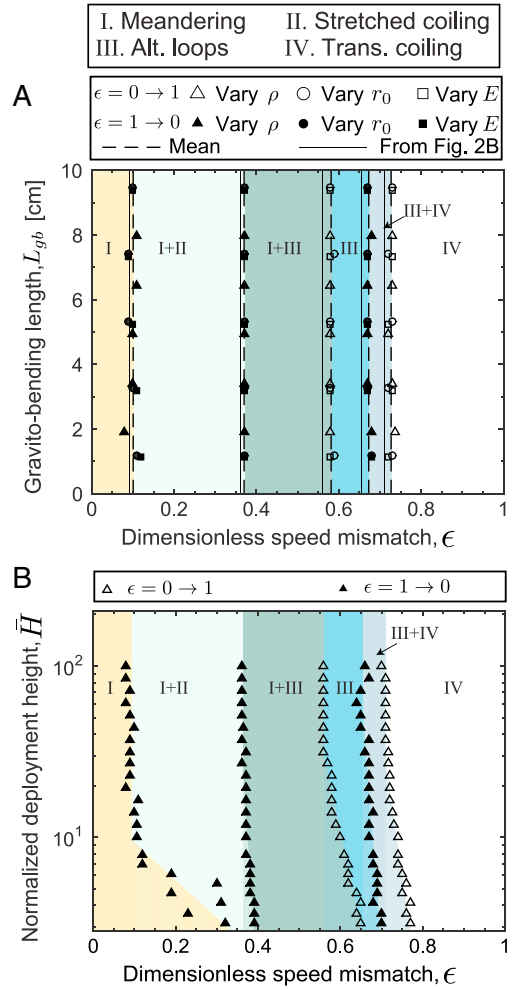 I. Meandering II. Stretched coiling
III. Alt. loops IV. Trans. coiling
A
ϵ = 0 → 1 △ Vary ρ ○ Vary r₀ □ Vary E
ϵ = 1 → 0 ▲ Vary ρ ● Vary r₀ ■ Vary E
Mean From Fig. 2B
Gravito-bending length, L_gb [cm]
10
8
6
4
2
0
I I+II I+III III III+IV IV
0 0.2 0.4 0.6 0.8 1
Dimensionless speed mismatch, ϵ
B
△ ϵ = 0 → 1 ▲ ϵ = 1 → 0
Normalized deployment height, H̄
10²
10¹
I I+II I+III III III+IV IV
0 0.2 0.4 0.6 0.8 1
Dimensionless speed mismatch, ϵ